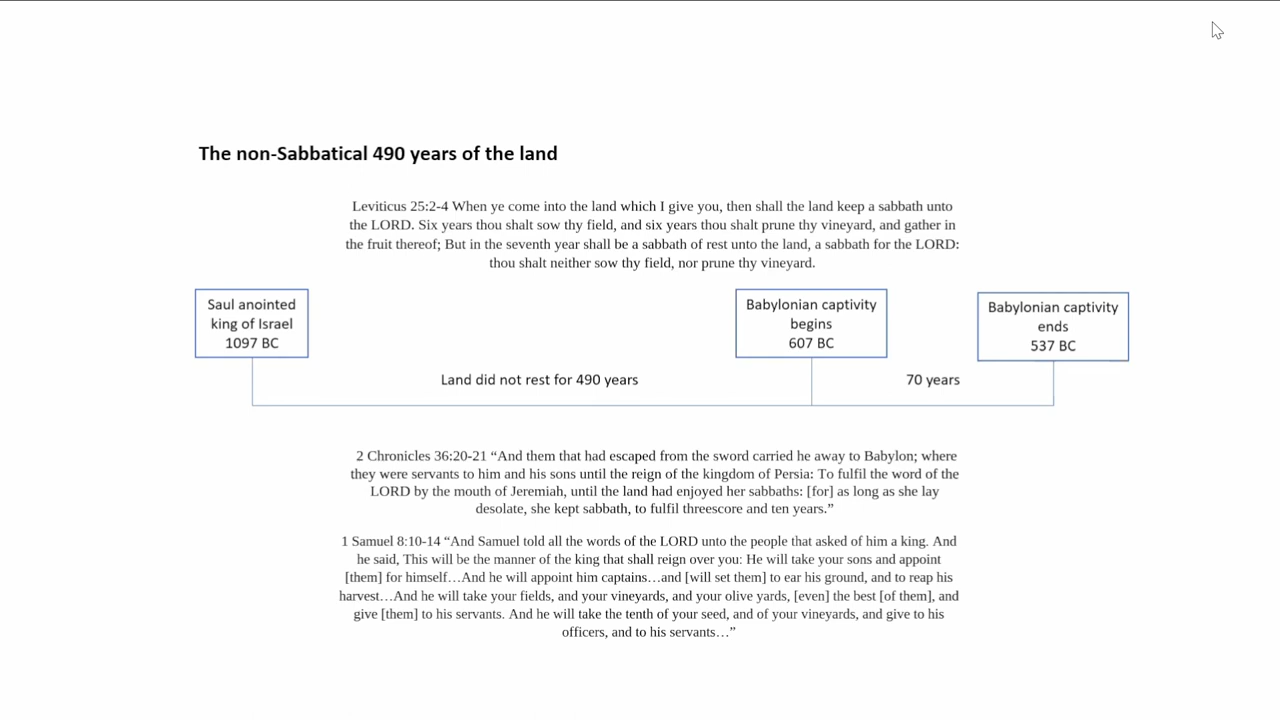 The non-Sabbatical 490 years of the land
Leviticus 25:2-4 When ye come into the land which I give you, then shall the land keep a sabbath unto
the LORD. Six years thou shalt sow thy field, and six years thou shalt prune thy vineyard, and gather in
the fruit thereof; But in the seventh year shall be a sabbath of rest unto the land, a sabbath for the LORD:
thou shalt neither sow thy field, nor prune thy vineyard.
Saul anointed
king of Israel
1097 BC
Babylonian captivity
begins
607 BC
Babylonian captivity
ends
537 BC
Land did not rest for 490 years
70 years
2 Chronicles 36:20-21 “And them that had escaped from the sword carried he away to Babylon; where
they were servants to him and his sons until the reign of the kingdom of Persia: To fulfil the word of the
LORD by the mouth of Jeremiah, until the land had enjoyed her sabbaths: [for] as long as she lay
desolate, she kept sabbath, to fulfil threescore and ten years.”
1 Samuel 8:10-14 “And Samuel told all the words of the LORD unto the people that asked of him a king. And
he said, This will be the manner of the king that shall reign over you: He will take your sons and appoint
[them] for himself…And he will appoint him captains…and [will set them] to ear his ground, and to reap his
harvest…And he will take your fields, and your vineyards, and your olive yards, [even] the best [of them], and
give [them] to his servants. And he will take the tenth of your seed, and of your vineyards, and give to his
officers, and to his servants…”